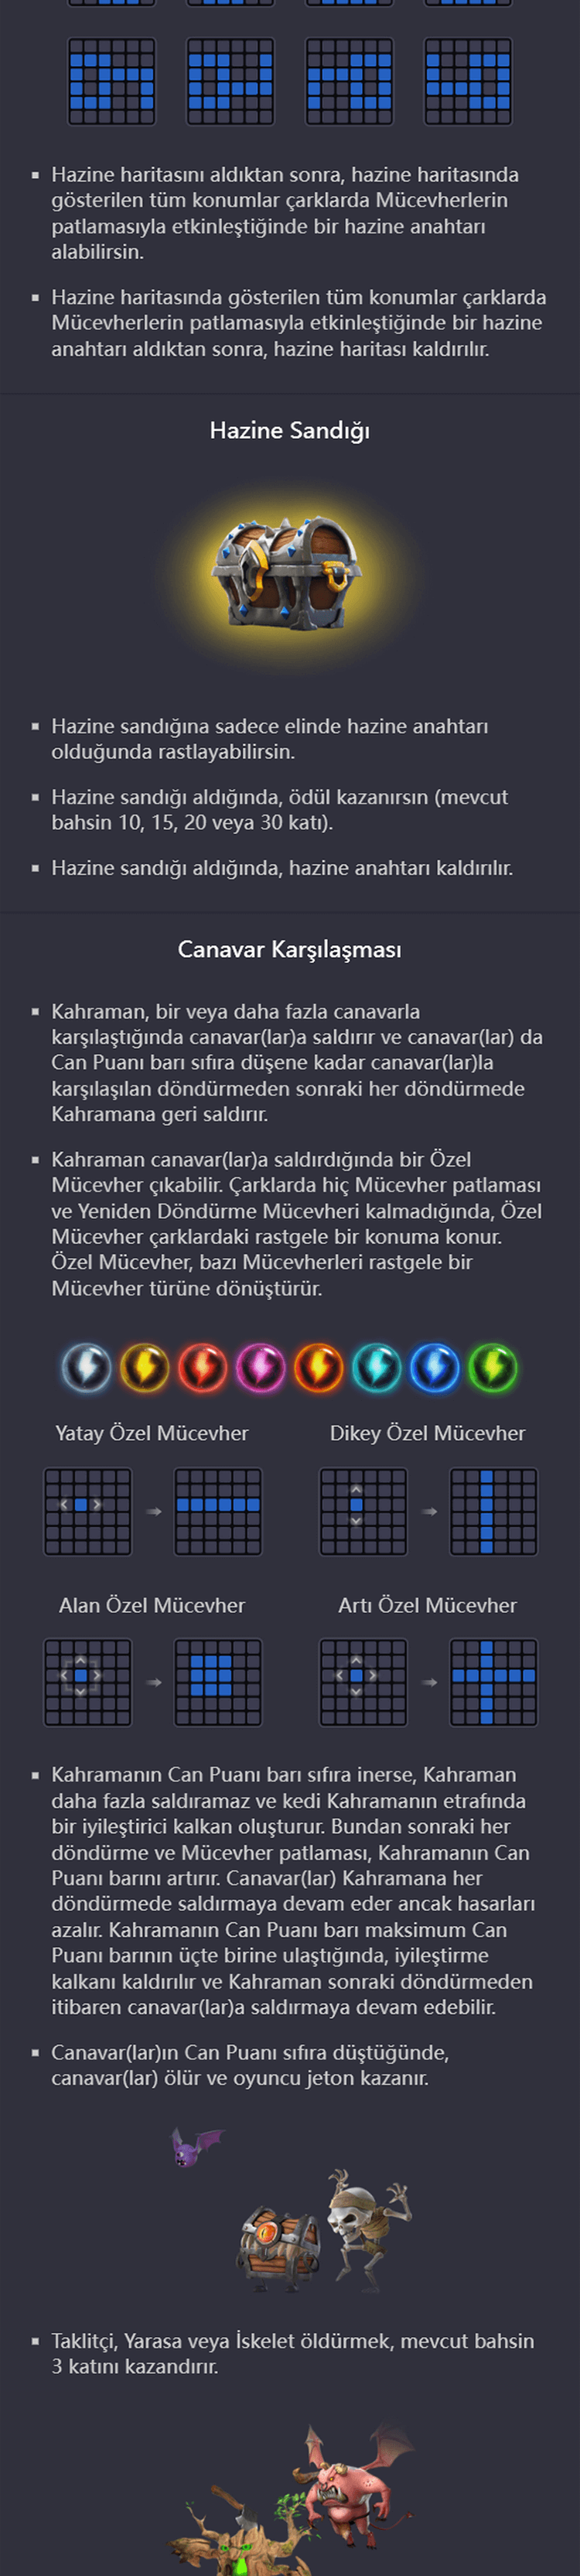 Hazine haritasını aldıktan sonra, hazine haritasında
gösterilen tüm konumlar çarklarda Mücevherlerin
patlamasıyla etkinleştiğinde bir hazine anahtarı
alabilirsin.
Hazine haritasında gösterilen tüm konumlar çarklarda
Mücevherlerin patlamasıyla etkinleştiğinde bir hazine
anahtarı aldıktan sonra, hazine haritası kaldırılır.
Hazine Sandığı
Hazine sandığına sadece elinde hazine anahtarı
olduğunda rastlayabilirsin.
Hazine sandığı aldığında, ödül kazanırsın (mevcut
bahsin 10, 15, 20 veya 30 katı).
Hazine sandığı aldığında, hazine anahtarı kaldırılır.
Canavar Karşılaşması
Kahraman, bir veya daha fazla canavarla
karşılaştığında canavar(lar)a saldırır ve canavar(lar) da
Can Puanı barı sıfıra düşene kadar canavar(lar)la
karşılaşılan döndürmeden sonraki her döndürmede
Kahramana geri saldırır.
Kahraman canavar(lar)a saldırdığında bir Özel
Mücevher çıkabilir. Çarklarda hiç Mücevher patlaması
ve Yeniden Döndürme Mücevheri kalmadığında, Özel
Mücevher çarklardaki rastgele bir konuma konur.
Özel Mücevher, bazı Mücevherleri rastgele bir
Mücevher türüne dönüştürür.
Yatay Özel Mücevher
Dikey Özel Mücevher
Alan Özel Mücevher
Artı Özel Mücevher
Kahramanın Can Puanı barı sıfıra inerse, Kahraman
daha fazla saldıramaz ve kedi Kahramanın etrafında
bir iyileştirici kalkan oluşturur. Bundan sonraki her
döndürme ve Mücevher patlaması, Kahramanın Can
Puanı barını artırır. Canavar(lar) Kahramana her
döndürmede saldırmaya devam eder ancak hasarları
azalır. Kahramanın Can Puanı barı maksimum Can
Puanı barının üçte birine ulaştığında, iyileştirme
kalkanı kaldırılır ve Kahraman sonraki döndürmeden
itibaren canavar(lar)a saldırmaya devam edebilir.
Canavar(lar)ın Can Puanı sıfıra düştüğünde,
canavar(lar) ölür ve oyuncu jeton kazanır.
Taklitçi, Yarasa veya İskelet öldürmek, mevcut bahsin
3 katını kazandırır.